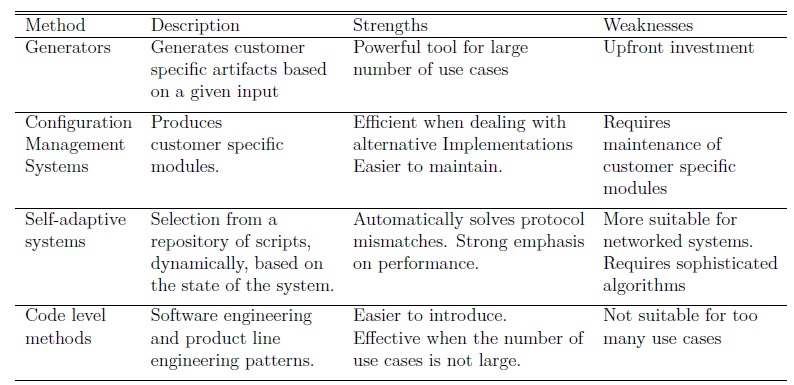 Method Description Strengths Weaknesses
Generators Generates customer Powerful tool for large Upfront investment
specific artifacts based number of use cases
on a given input
Configuration Produces Efficient when dealing with Requires
Management customer specific alternative Implementations maintenance of
Systems modules. Easier to maintain. customer specific
modules
Self-adaptive Selection from a Automatically solves protocol More suitable for
systems repository of scripts, mismatches. Strong emphasis networked systems.
dynamically, based on on performance. Requires sophisticated
the state of the system. algorithms
Code level Software engineering Easier to introduce. Not suitable for too
methods and product line Effective when the number of many use cases
engineering patterns. use cases is not large.